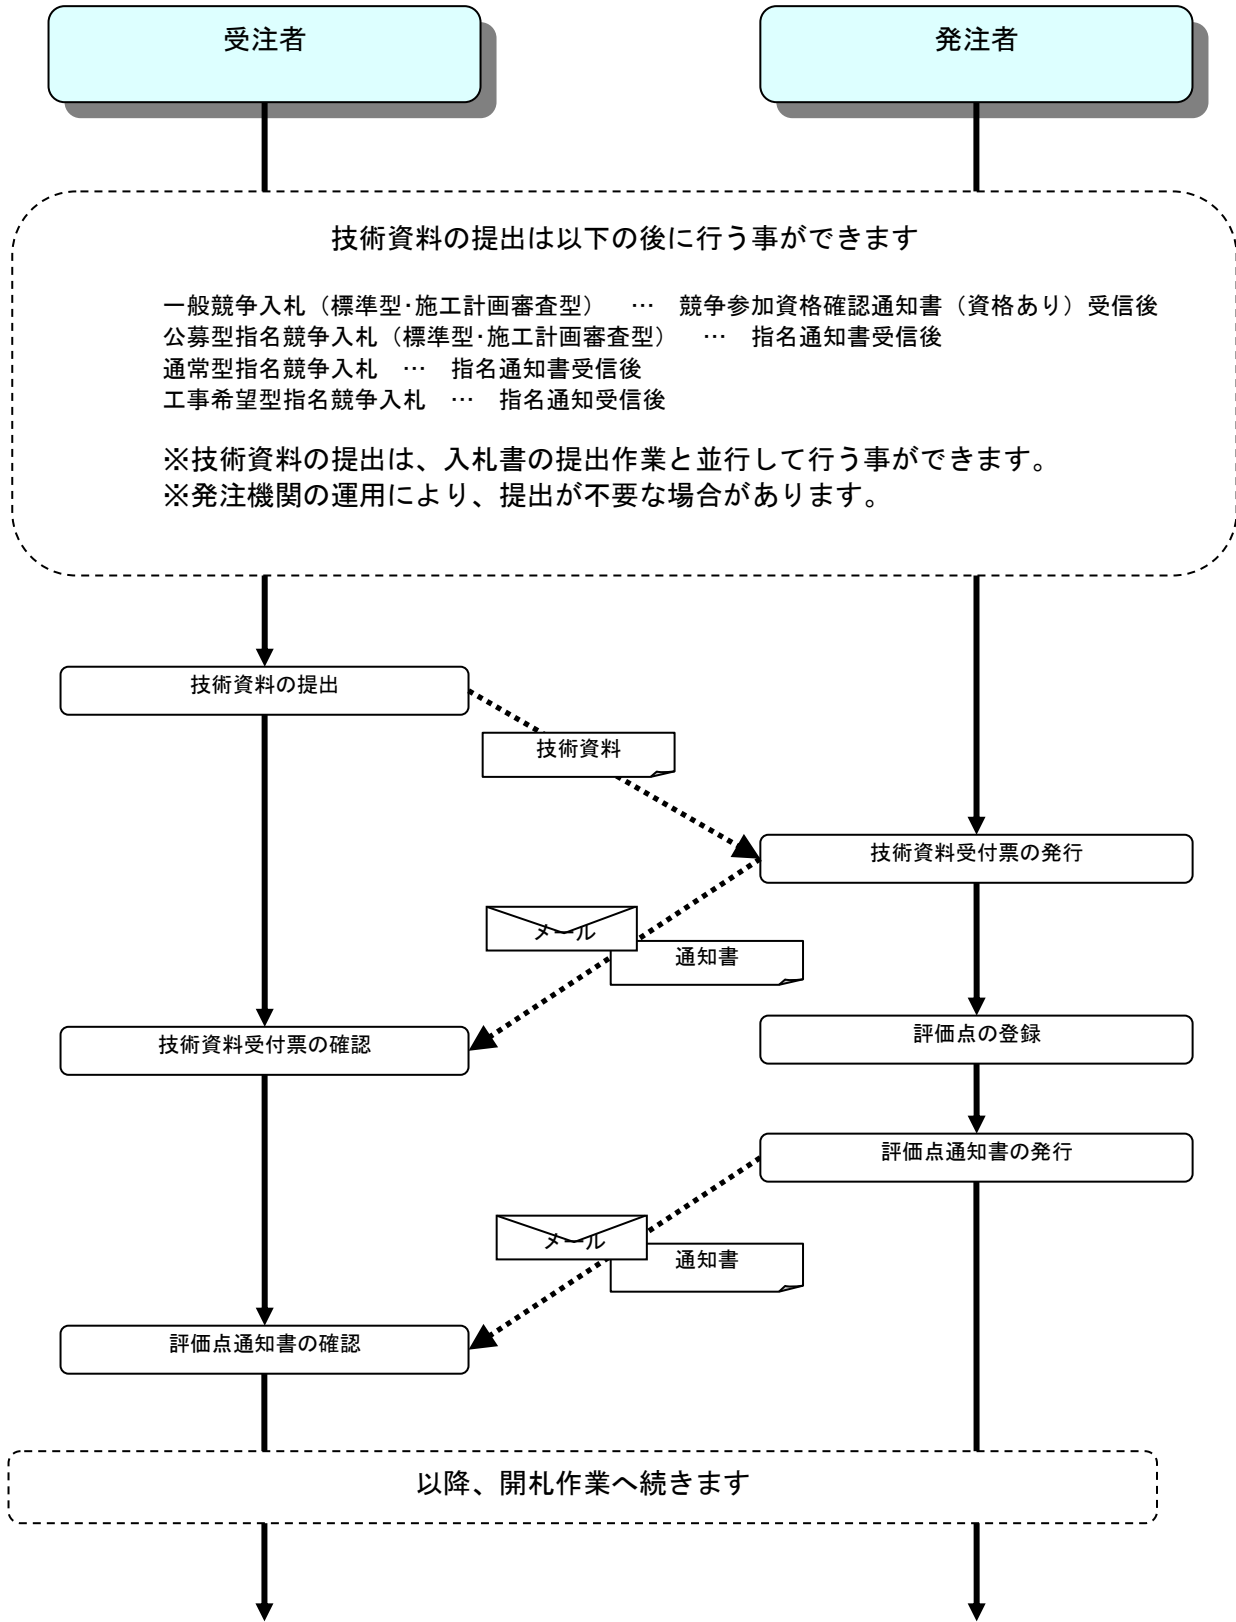 受注者
発注者
技術資料の提出は以下の後に行う事ができます
一般競争入札（標準型･施工計画審査型）　…　競争参加資格確認通知書（資格あり）受信後
公募型指名競争入札（標準型･施工計画審査型）　…　指名通知書受信後
通常型指名競争入札　…　指名通知書受信後
工事希望型指名競争入札　…　指名通知受信後
※技術資料の提出は、入札書の提出作業と並行して行う事ができます。
※発注機関の運用により、提出が不要な場合があります。
技術資料の提出
技術資料
技術資料受付票の発行
メール
通知書
技術資料受付票の確認
評価点の登録
評価点通知書の発行
メール
通知書
評価点通知書の確認
以降、開札作業へ続きます